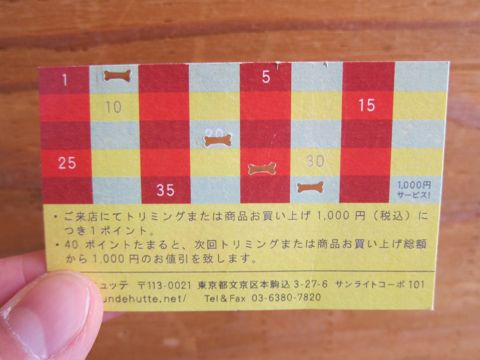 1 5
10 15
20
25 30
35 1,000円
サービス!
・ご来店にてトリミングまたは商品お買い上げ 1,000 円（税込）に
つき 1 ポイント。
・40 ポイントたまると、次回トリミングまたは商品お買い上げ総額
から 1,000 円のお値引を致します。
ュッテ 〒113-0021 東京都文京区本駒込 3-27-6 サンライトコーポ 101
undehutte.net/ Tel & Fax 03-6380-7820